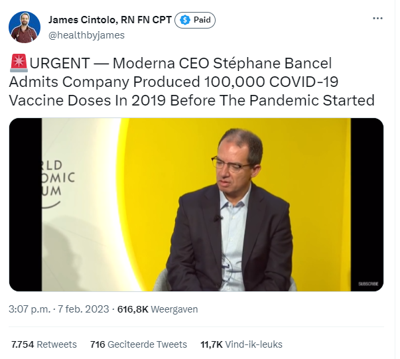 James Cintolo, RN FN CPT Paid
@healthbyjames
🚨URGENT — Moderna CEO Stéphane Bancel
Admits Company Produced 100,000 COVID-19
Vaccine Doses In 2019 Before The Pandemic Started
RLD
OMIC
UM
3:07 p.m. · 7 feb. 2023 · 616,8K Weergaven
7.754 Retweets 716 Geciteerde Tweets 11,7K Vind-ik-leuks